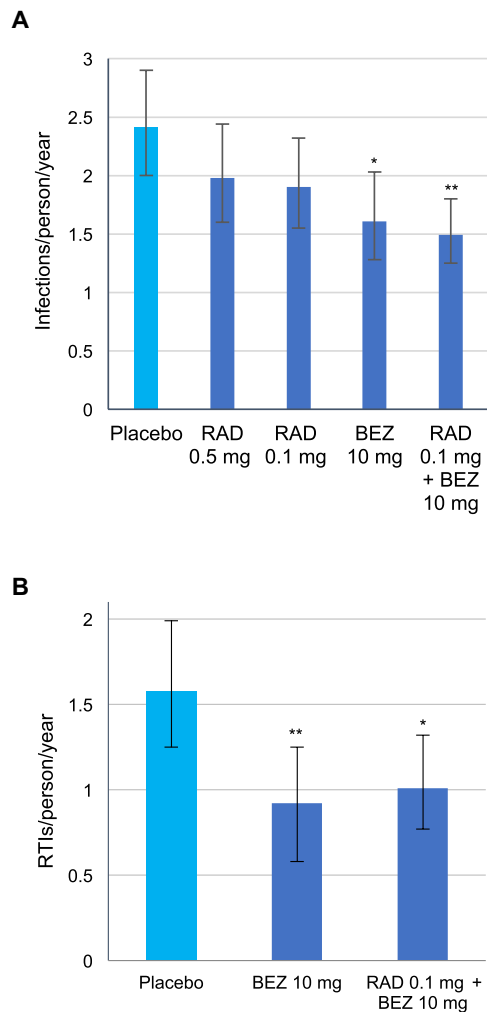 A
3
2.5
2
1.5
1
0.5
0
Infections/person/year
*
**
Placebo
RAD
0.5 mg
RAD
0.1 mg
BEZ
10 mg
RAD
0.1 mg
+ BEZ
10 mg
B
2
1.5
1
0.5
0
RTIs/person/year
**
*
Placebo
BEZ 10 mg
RAD 0.1 mg +
BEZ 10 mg